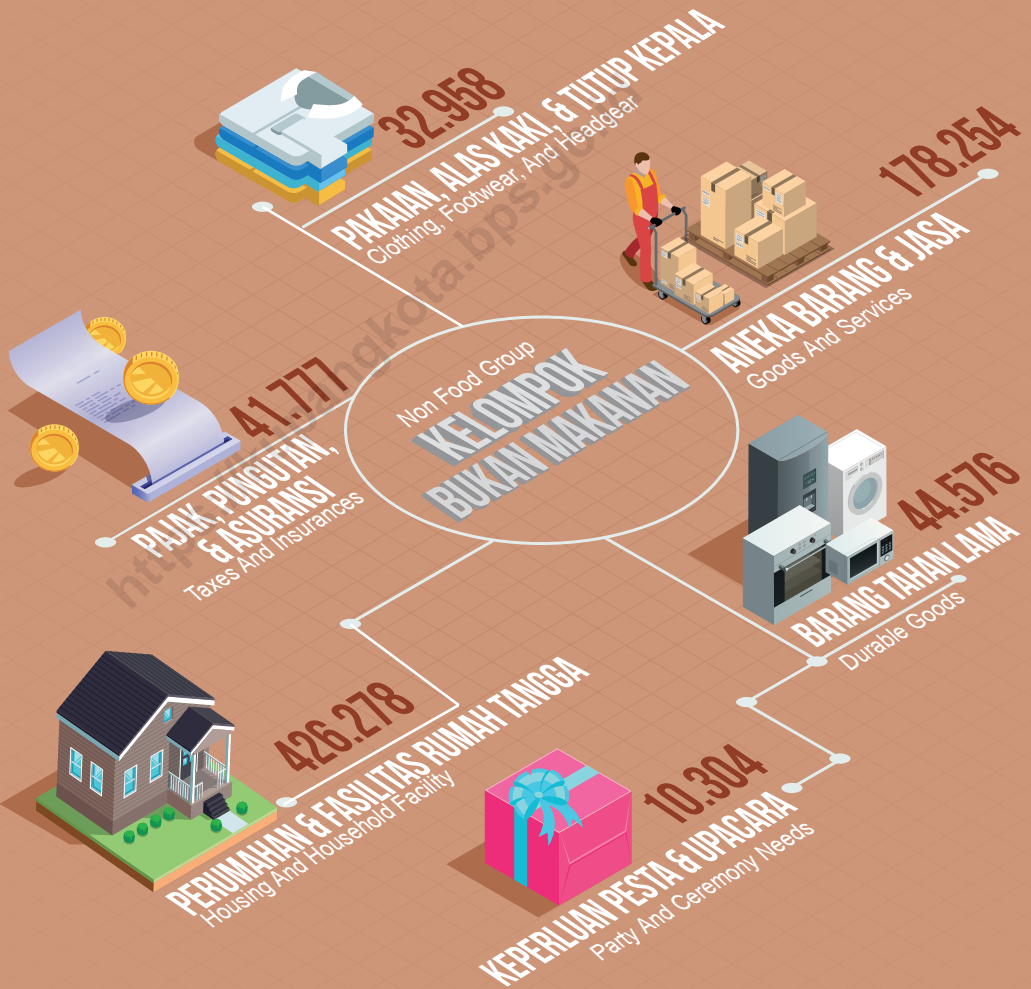 32.958
PAKAIAN, ALAS KAKI, & TUTUP KEPALA
Clothing, Footwear, And Headgear
178.254
ANEKA BARANG & JASA
Goods And Services
Non Food Group
KELOMPOK
BUKAN MAKANAN
41.777
PAJAK, PUNGUTAN,
& ASURANSI
Taxes And Insurances
44.576
BARANG TAHAN LAMA
Durable Goods
426.278
PERUMAHAN & FASILITAS RUMAH TANGGA
Housing And Household Facility
10.304
KEPERLUAN PESTA & UPACARA
Party And Ceremony Needs